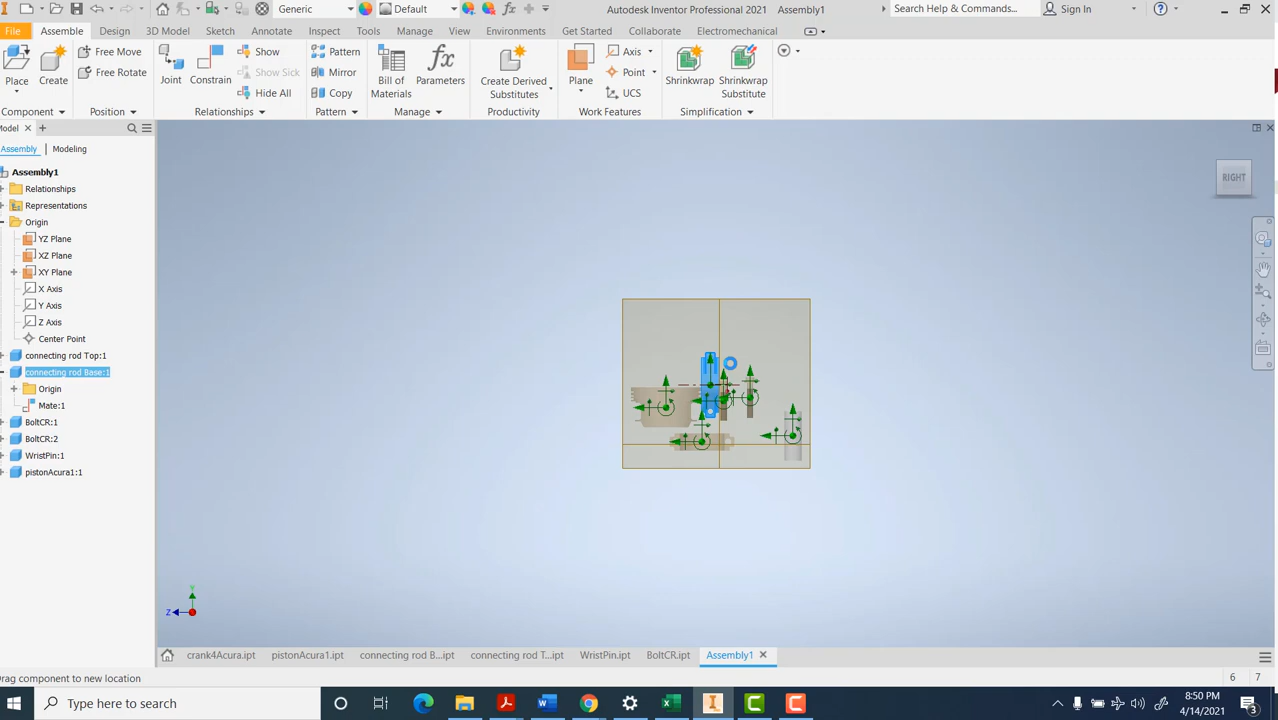 Generic
Default
Autodesk Inventor Professional 2021 Assembly1
Search Help & Commands...
Sign In
File
Assemble
Design
3D Model
Sketch
Annotate
Inspect
Tools
Manage
View
Environments
Get Started
Collaborate
Electromechanical
Place
Create
Free Move
Free Rotate
Joint
Constrain
Show
Show Sick
Hide All
Pattern
Mirror
Copy
Bill of
Materials
Parameters
Create Derived
Substitutes
Plane
Axis
Point
UCS
Shrinkwrap
Shrinkwrap
Substitute
Component
Position
Relationships
Pattern
Manage
Productivity
Work Features
Simplification
Model
Assembly
Modeling
Assembly1
Relationships
Representations
Origin
YZ Plane
XZ Plane
XY Plane
X Axis
Y Axis
Z Axis
Center Point
connecting rod Top:1
connecting rod Base:1
Origin
Mate:1
BoltCR:1
BoltCR:2
WristPin:1
pistonAcura1:1
RIGHT
Y
Z
crank4Acura.ipt
pistonAcura1.ipt
connecting rod B...ipt
connecting rod T...ipt
WristPin.ipt
BoltCR.ipt
Assembly1
Drag component to new location
6 7
Type here to search
8:50 PM
4/14/2021
3